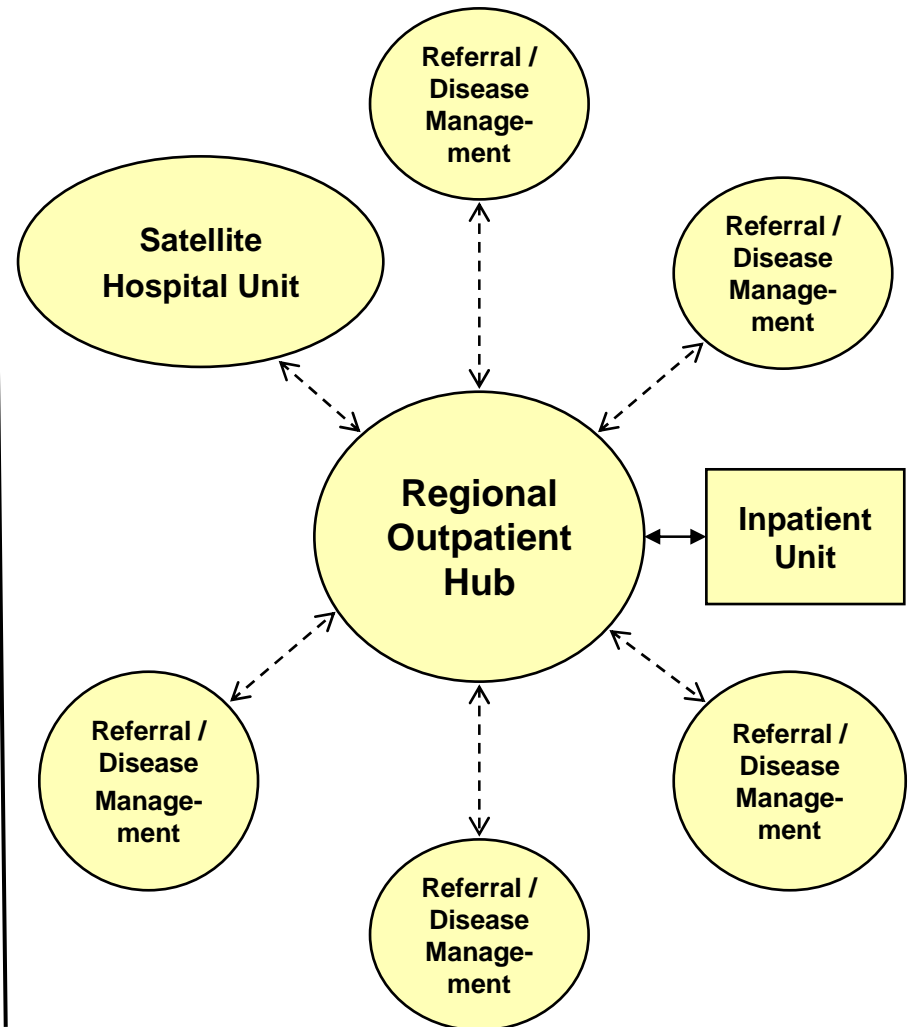 Referral /
Disease
Manage-
ment
Satellite
Hospital Unit
Referral /
Disease
Manage-
ment
Regional
Outpatient
Hub
Inpatient
Unit
Referral /
Disease
Manage-
ment
Referral /
Disease
Manage-
ment
Referral /
Disease
Manage-
ment